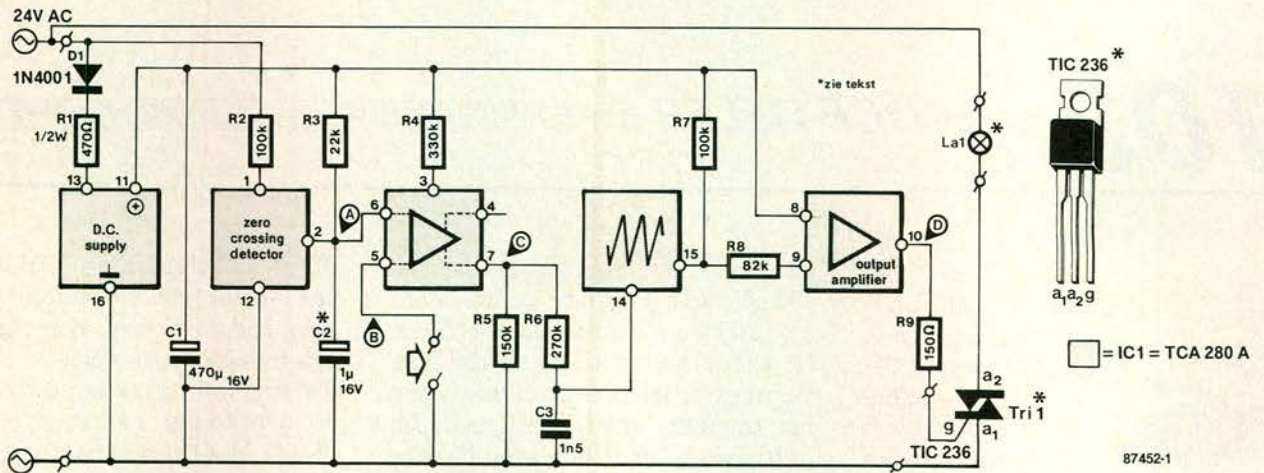 24V AC
D1
1N4001
R1
1/2W
470Ω
13
11
+
D.C.
supply
16
C1
470µ 16V
R2
100k
1
zero
crossing
detector
2
12
R3
22k
A
*
C2
1µ
16V
R4
330k
3
6
5
4
7
B
C
R5
150k
R6
270k
C3
1n5
14
15
R7
100k
R8
82k
*zie tekst
8
9
output
amplifier
10
D
R9
150Ω
La1
*
a2
Tri 1
*
g
a1
TIC 236
TIC 236 *
a1 a2 g
= IC1 = TCA 280 A
87452-1